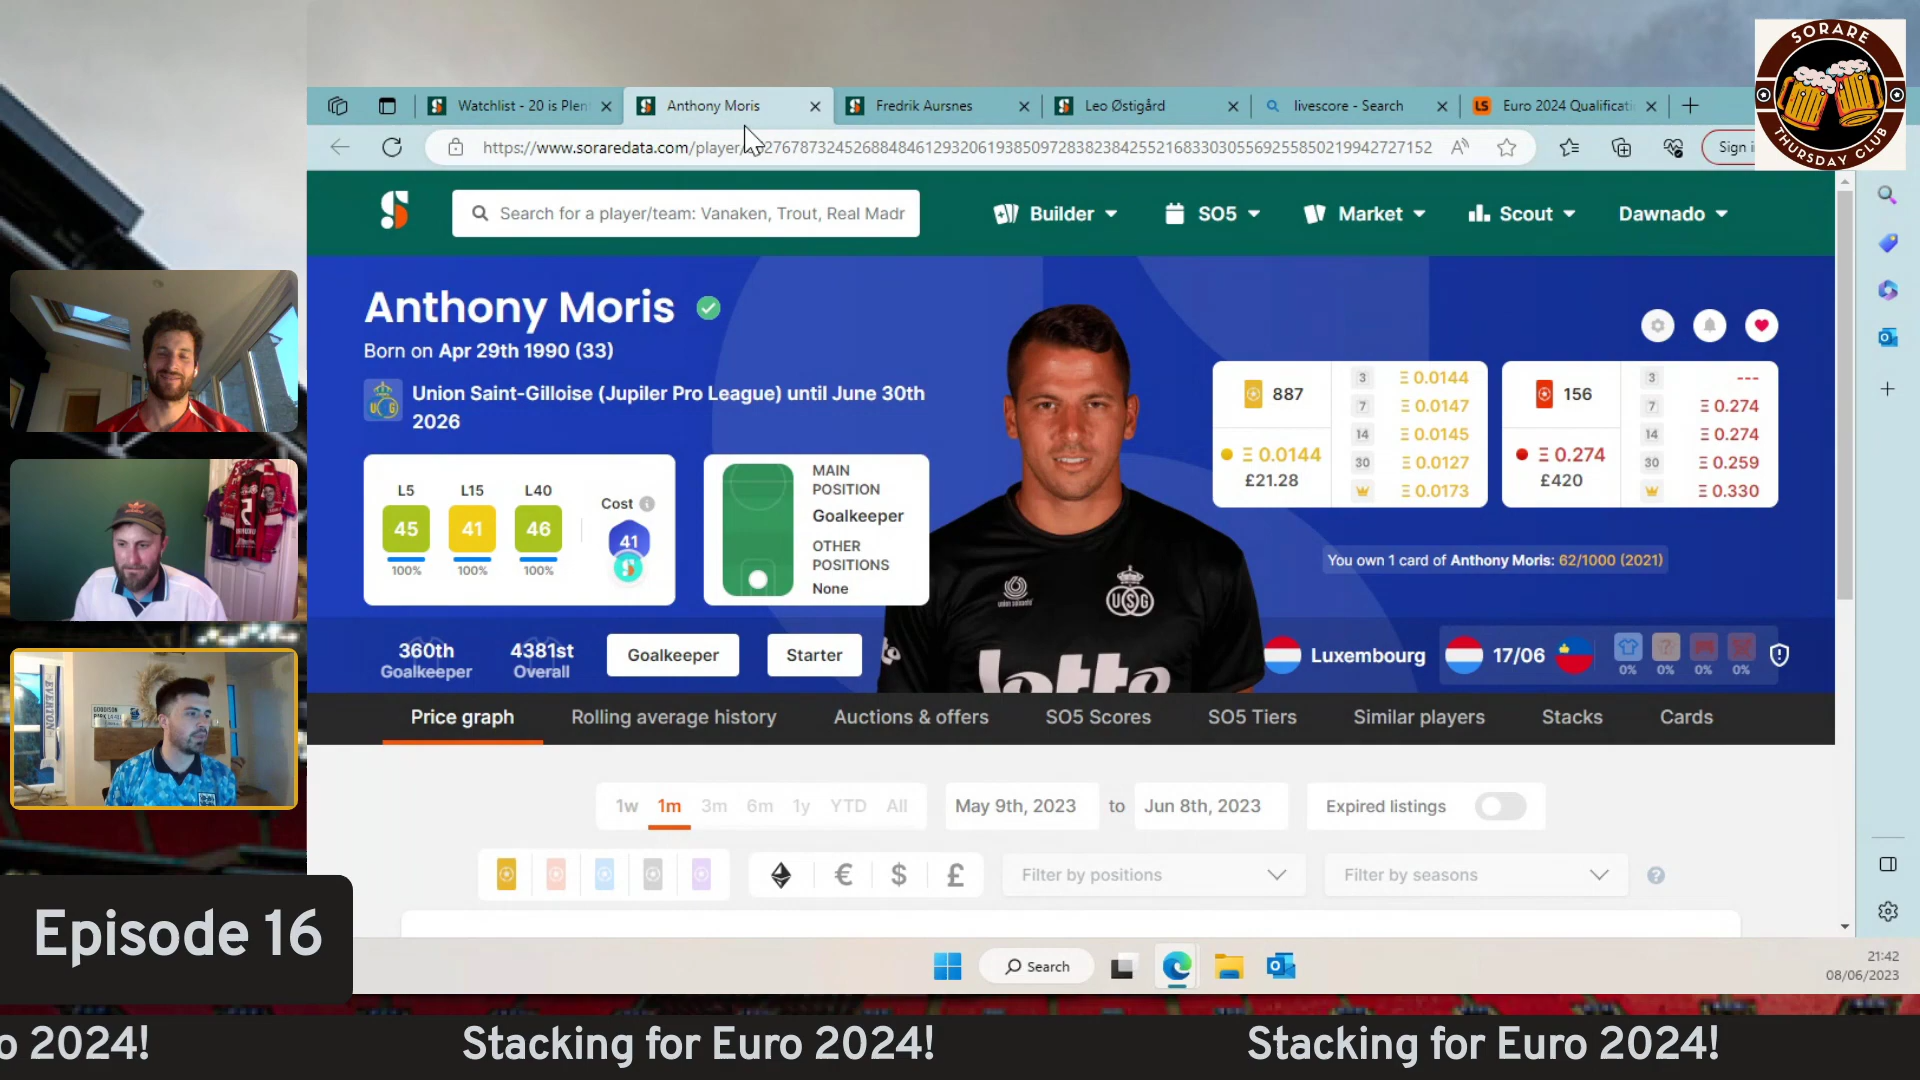 SORARE
THURSDAY CLUB
Watchlist - 20 is Plen
Anthony Moris
Fredrik Aursnes
Leo Østigård
livescore - Search
LS
Euro 2024 Qualificati
Sign i
Search for a player/team: Vanaken, Trout, Real Madr
Builder
SO5
Market
Scout
Dawnado
Anthony Moris
Born on Apr 29th 1990 (33)
Union Saint-Gilloise (Jupiler Pro League) until June 30th
2026
L5
L15
L40
Cost
45
41
46
41
100%
100%
100%
MAIN
POSITION
Goalkeeper
OTHER
POSITIONS
None
887
Ξ 0.0144
£21.28
3 Ξ 0.0144
7 Ξ 0.0147
14 Ξ 0.0145
30 Ξ 0.0127
Ξ 0.0173
156
Ξ 0.274
£420
3 ---
7 Ξ 0.274
14 Ξ 0.274
30 Ξ 0.259
Ξ 0.330
You own 1 card of Anthony Moris: 62/1000 (2021)
360th
Goalkeeper
4381st
Overall
Goalkeeper
Starter
lotto
Luxembourg
17/06
0%
0%
0%
0%
Price graph
Rolling average history
Auctions & offers
SO5 Scores
SO5 Tiers
Similar players
Stacks
Cards
1w
1m
3m
6m
1y
YTD
All
May 9th, 2023
to
Jun 8th, 2023
Expired listings
€
$
£
Filter by positions
Filter by seasons
Search
21:42
08/06/2023
EVERTON
Episode 16
o 2024!
Stacking for Euro 2024!
Stacking for Euro 2024!